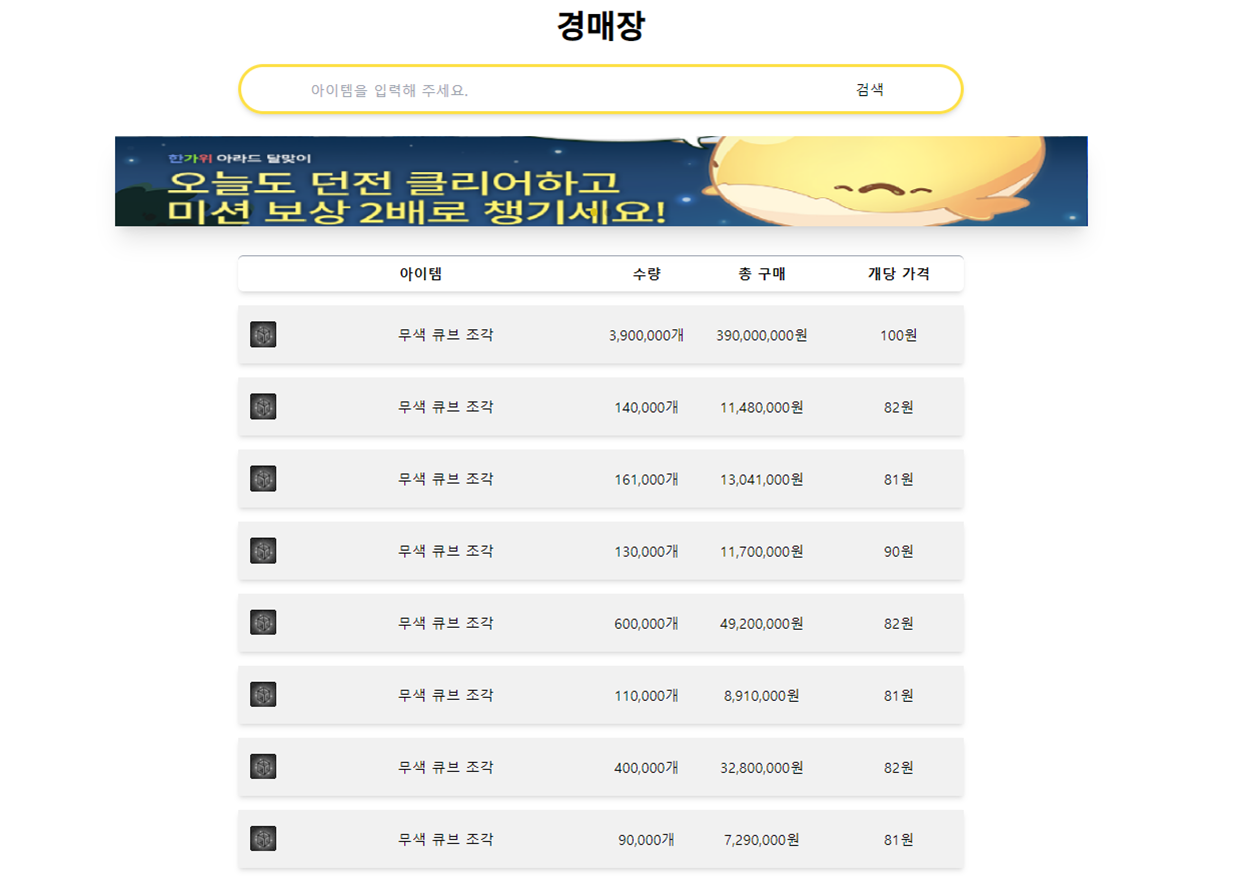 경매장
아이템을 입력해 주세요. 검색
한가위 아라드 달맞이
오늘도 던전 클리어하고
미션 보상 2배로 챙기세요!
아이템 수량 총 구매 개당 가격
무색 큐브 조각 3,900,000개 390,000,000원 100원
무색 큐브 조각 140,000개 11,480,000원 82원
무색 큐브 조각 161,000개 13,041,000원 81원
무색 큐브 조각 130,000개 11,700,000원 90원
무색 큐브 조각 600,000개 49,200,000원 82원
무색 큐브 조각 110,000개 8,910,000원 81원
무색 큐브 조각 400,000개 32,800,000원 82원
무색 큐브 조각 90,000개 7,290,000원 81원